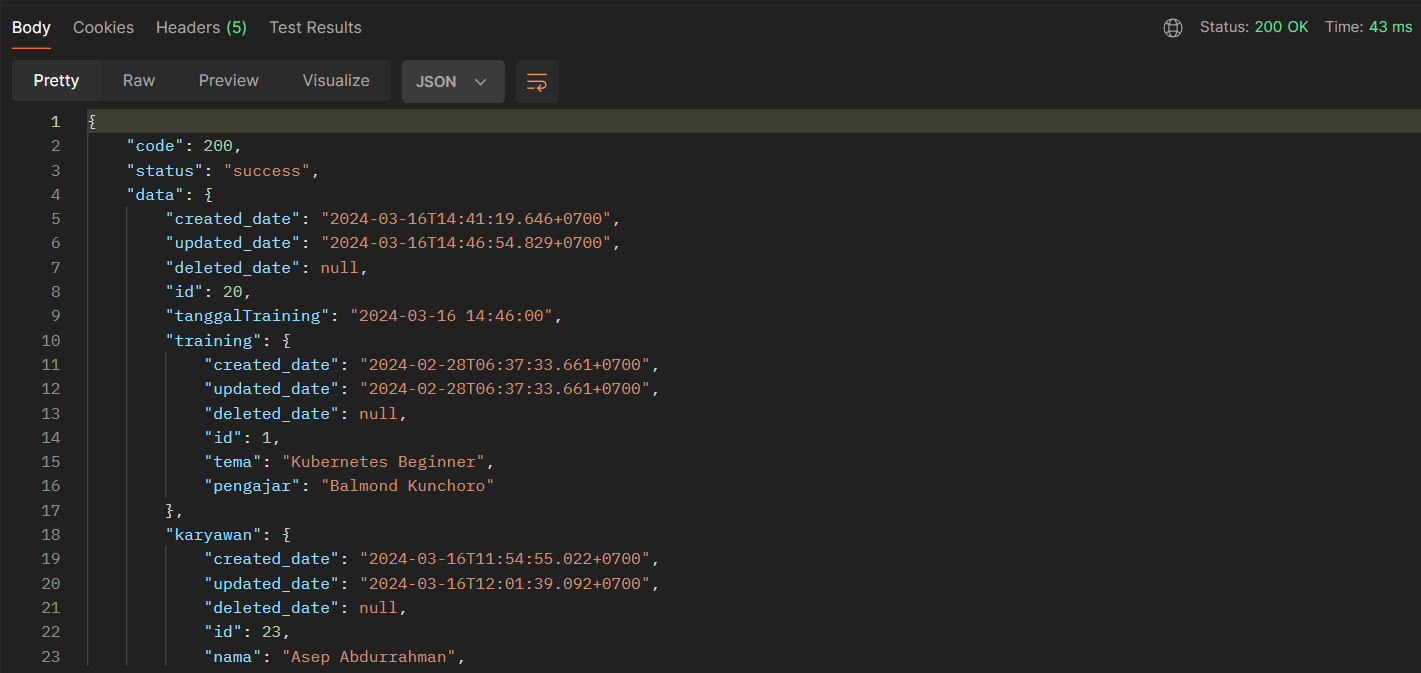 Body Cookies Headers (5) Test Results Status: 200 OK Time: 43 ms
Pretty Raw Preview Visualize JSON
1 {
2 "code": 200,
3 "status": "success",
4 "data": {
5 "created_date": "2024-03-16T14:41:19.646+0700",
6 "updated_date": "2024-03-16T14:46:54.829+0700",
7 "deleted_date": null,
8 "id": 20,
9 "tanggalTraining": "2024-03-16 14:46:00",
10 "training": {
11 "created_date": "2024-02-28T06:37:33.661+0700",
12 "updated_date": "2024-02-28T06:37:33.661+0700",
13 "deleted_date": null,
14 "id": 1,
15 "tema": "Kubernetes Beginner",
16 "pengajar": "Balmond Kunchoro"
17 },
18 "karyawan": {
19 "created_date": "2024-03-16T11:54:55.022+0700",
20 "updated_date": "2024-03-16T12:01:39.092+0700",
21 "deleted_date": null,
22 "id": 23,
23 "nama": "Asep Abdurrahman",